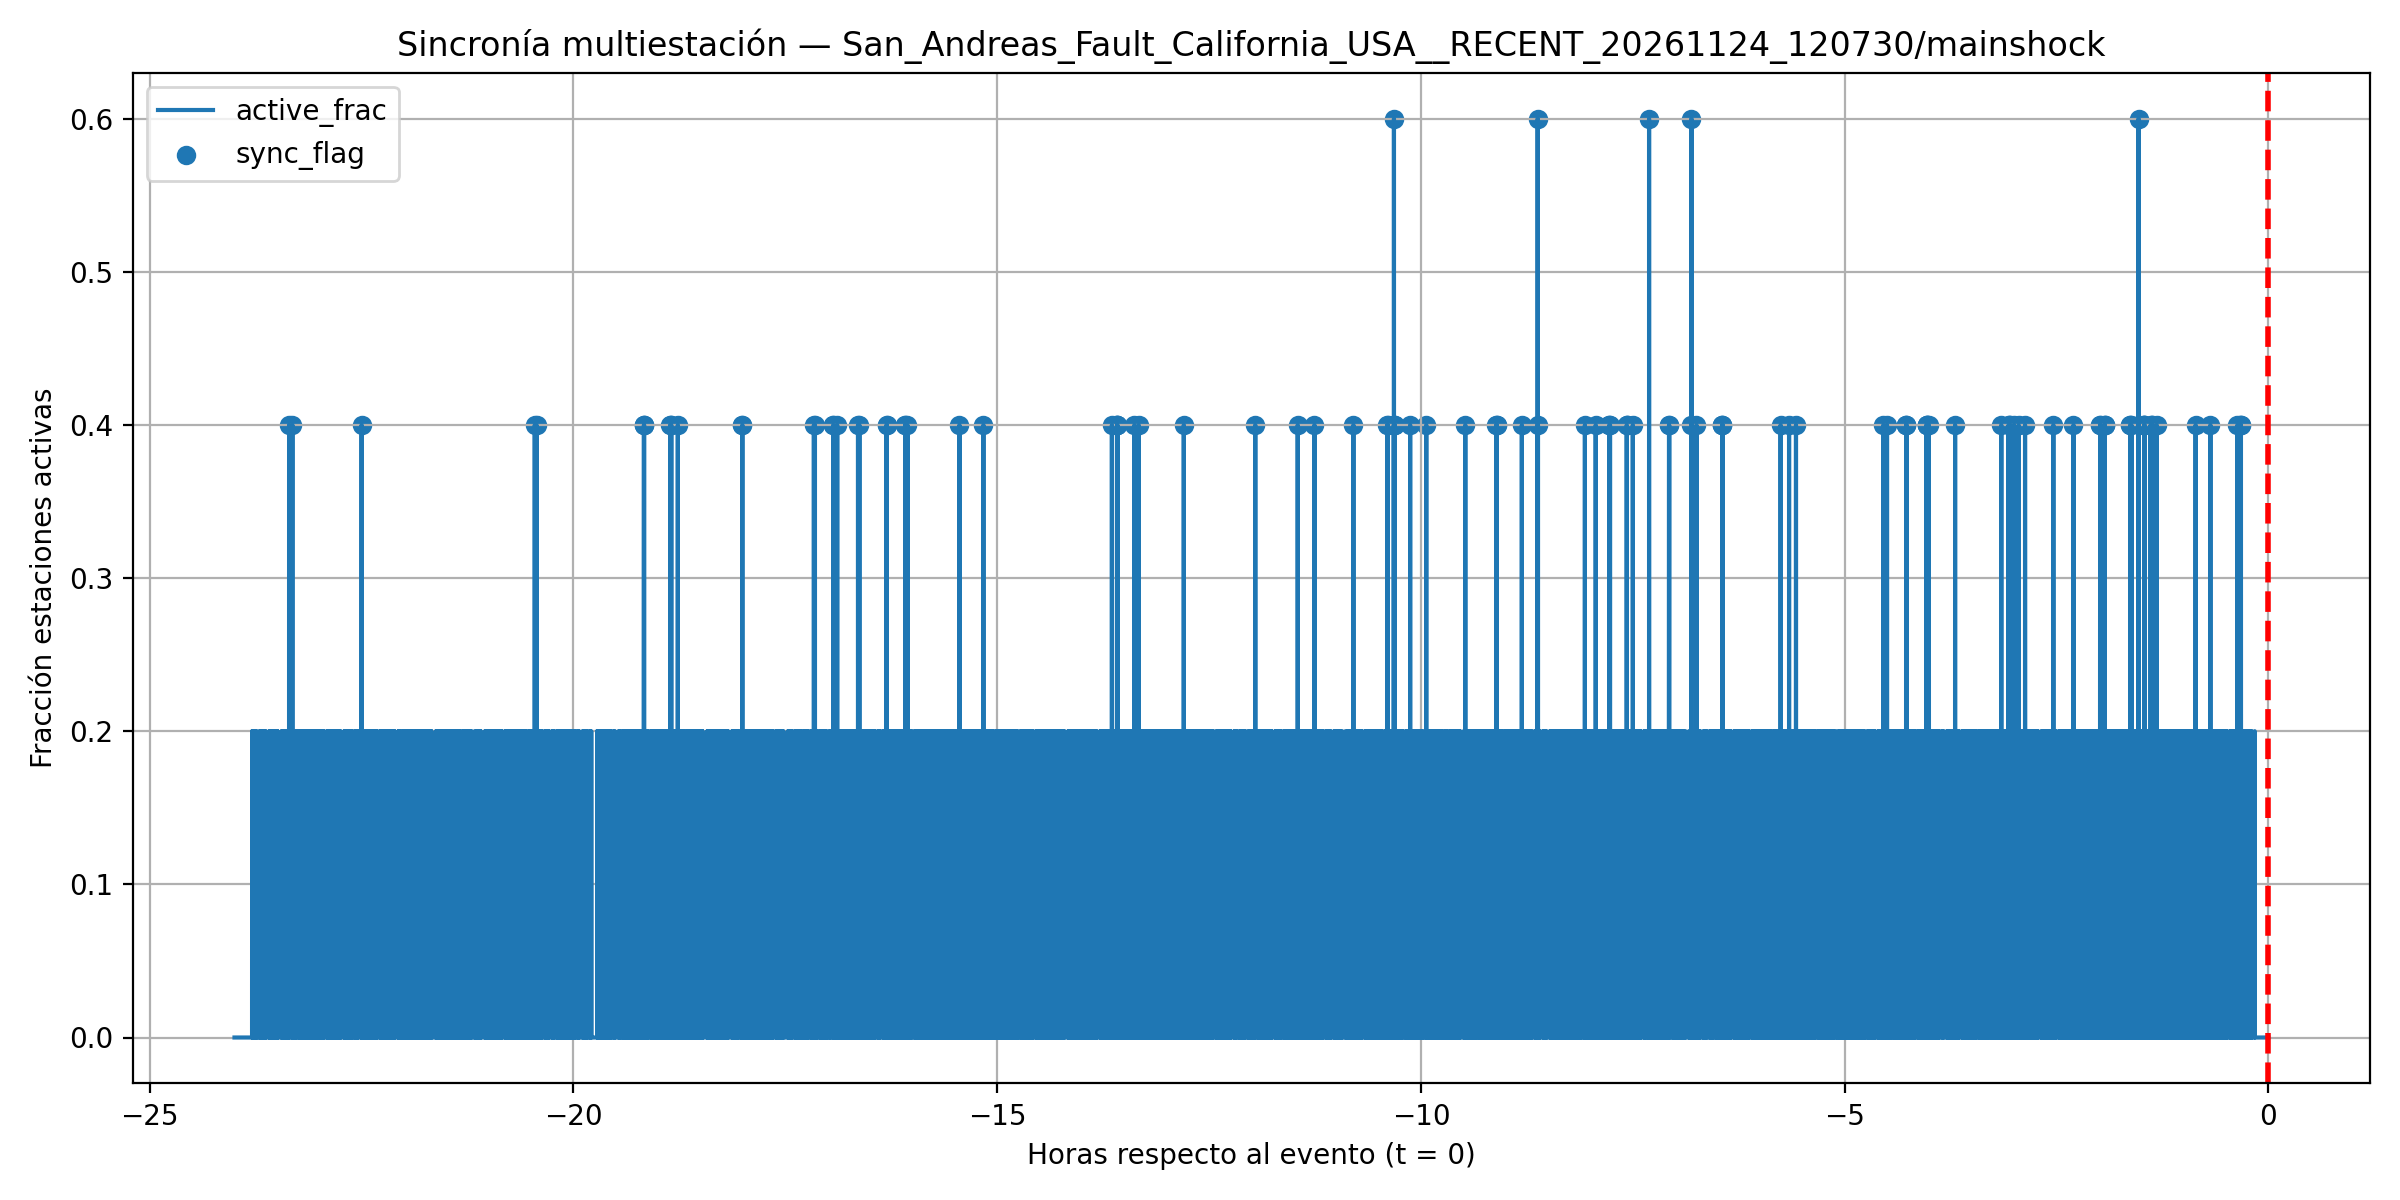 Sincronía multiestación — San_Andreas_Fault_California_USA__RECENT_20261124_120730/mainshock
active_frac
sync_flag
Fracción estaciones activas
0.6
0.5
0.4
0.3
0.2
0.1
0.0
−25
−20
−15
−10
−5
0
Horas respecto al evento (t = 0)